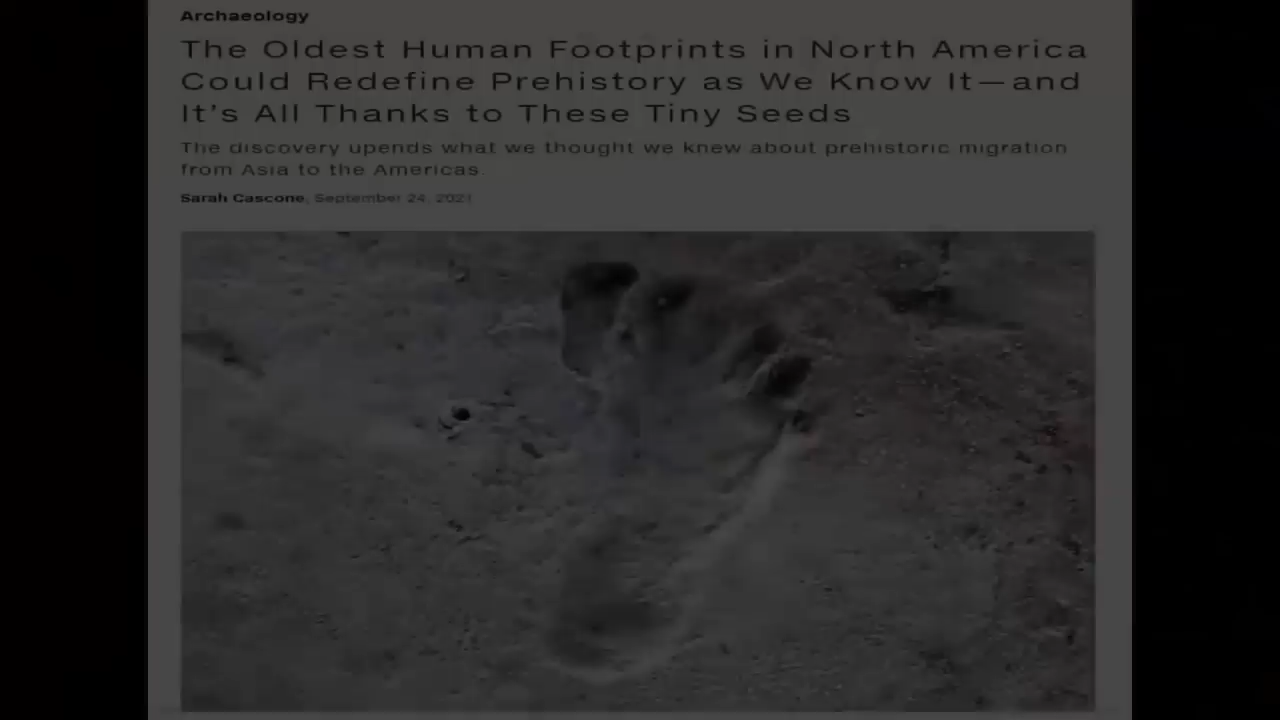 Archaeology
The Oldest Human Footprints in North America
Could Redefine Prehistory as We Know It—and
It's All Thanks to These Tiny Seeds
The discovery upends what we thought we knew about prehistoric migration
from Asia to the Americas.
Sarah Cascone, September 24, 2021